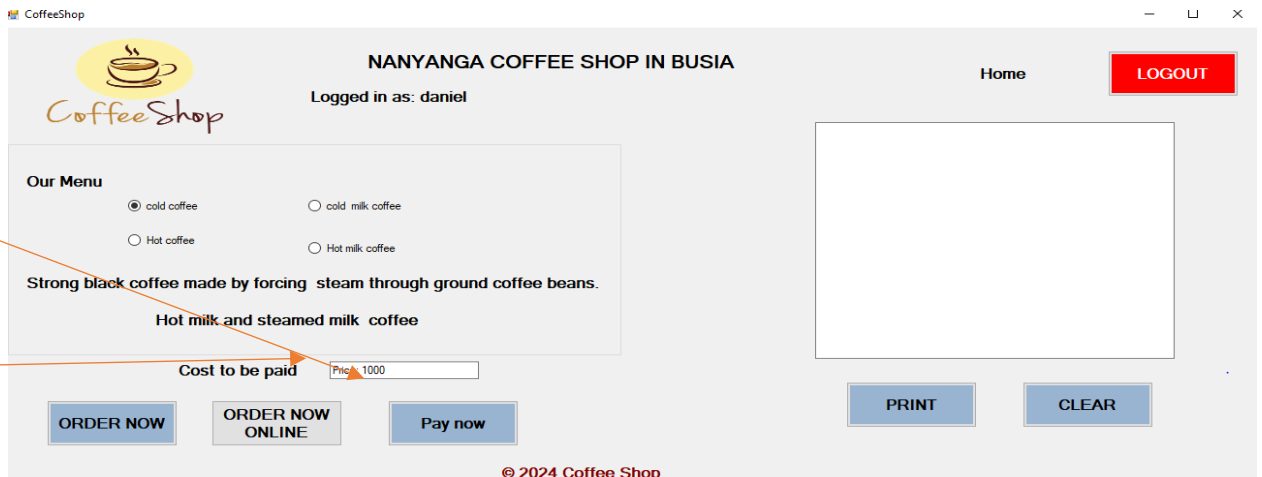 CoffeeShop
NANYANGA COFFEE SHOP IN BUSIA
Home
LOGOUT
Logged in as: daniel
CoffeeShop
Our Menu
cold coffee
cold milk coffee
Hot coffee
Hot milk coffee
Strong black coffee made by forcing steam through ground coffee beans.
Hot milk and steamed milk coffee
Cost to be paid
Price 1000
ORDER NOW
ORDER NOW
ONLINE
Pay now
PRINT
CLEAR
© 2024 Coffee Shop